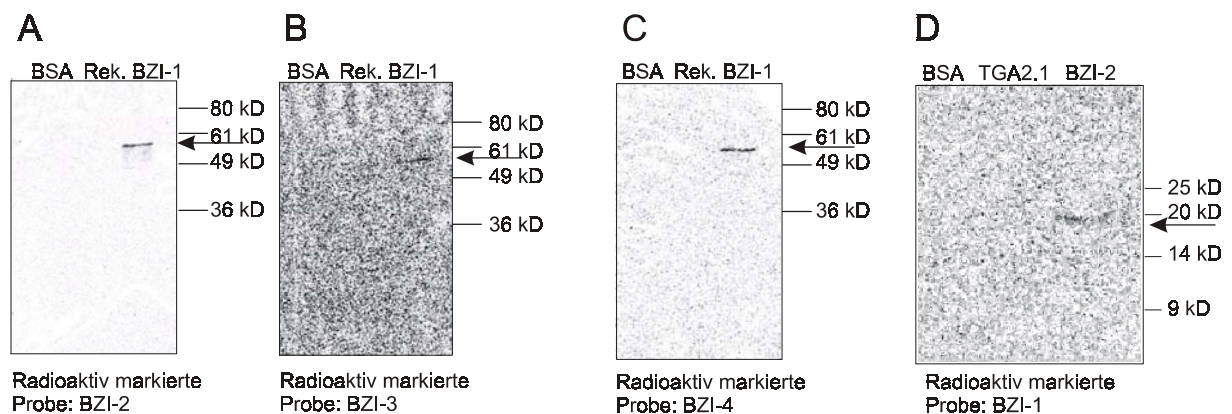 A
BSA Rek. BZI-1
80 kD
61 kD
49 kD
36 kD
Radioaktiv markierte
Probe: BZI-2
B
BSA Rek. BZI-1
80 kD
61 kD
49 kD
36 kD
Radioaktiv markierte
Probe: BZI-3
C
BSA Rek. BZI-1
80 kD
61 kD
49 kD
36 kD
Radioaktiv markierte
Probe: BZI-4
D
BSA TGA2.1 BZI-2
25 kD
20 kD
14 kD
9 kD
Radioaktiv markierte
Probe: BZI-1